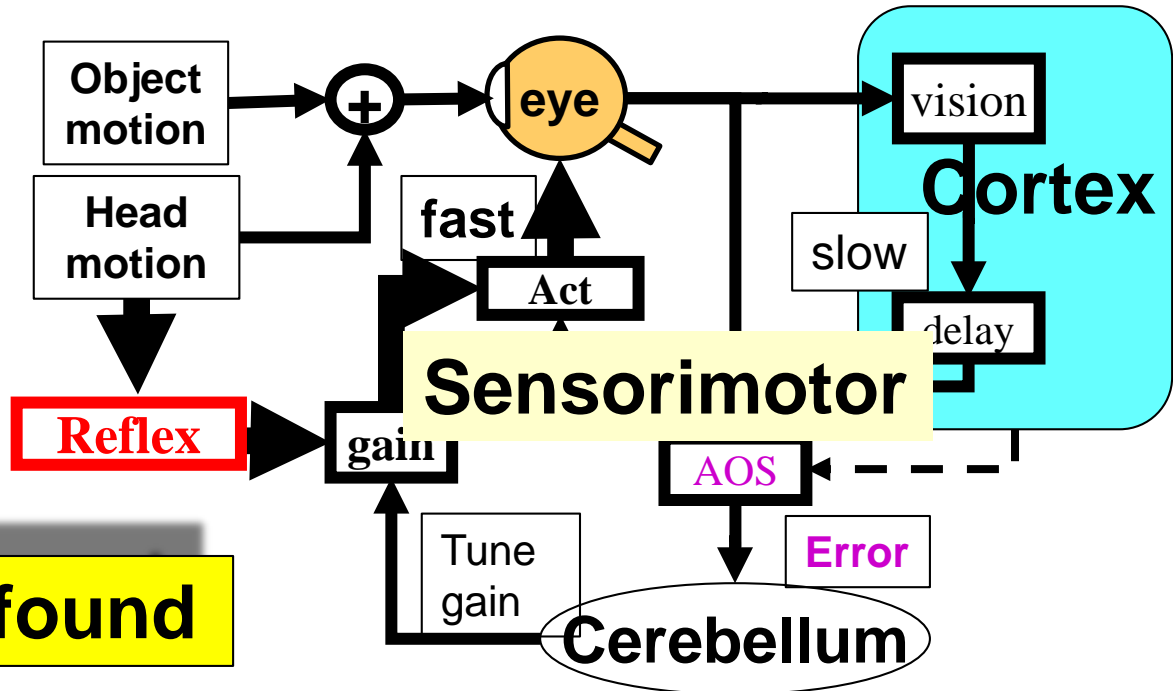 Object
motion
+
eye
vision
Cortex
Head
motion
fast
slow
Act
delay
Sensorimotor
Reflex
gain
AOS
Tune
gain
Error
found
Cerebellum